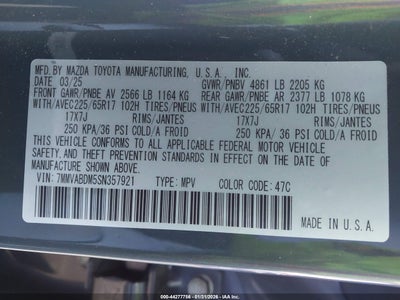 MFD. BY MAZDA TOYOTA MANUFACTURING, U.S.A., INC.
03/25 GVWR/PNBV 4861 LB 2205 KG
FRONT GAWR/PNBE AV 2566 LB 1164 KG REAR GAWR/PNBE AR 2377 LB 1078 KG
WITH/AVEC225/65R17 102H TIRES/PNEUS WITH/AVEC225/65R17 102H TIRES/PNEUS
17X7J RIMS/JANTES 17X7J RIMS/JANTES
250 KPA/36 PSI COLD/A FROID 250 KPA/36 PSI COLD/A FROID
THIS VEHICLE CONFORMS TO ALL APPLICABLE FEDERAL MOTOR VEHICLE
SAFETY, BUMPER, AND THEFT PREVENTION STANDARDS IN EFFECT ON THE DATE OF
MANUFACTURE SHOWN ABOVE.
VIN: 7MMVABDM5SN357921 TYPE: MPV COLOR CODE: 47C
MADE IN U.S.A.
000-44277758 - 01/31/2026 - IAA Inc.